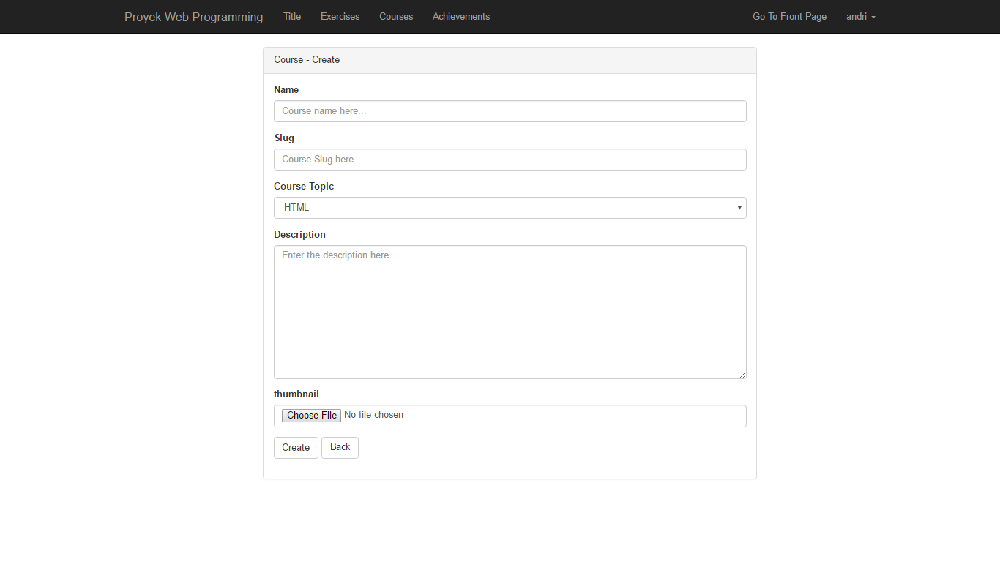 Proyek Web Programming Title Exercises Courses Achievements Go To Front Page andri
Course - Create
Name
Course name here...
Slug
Course Slug here...
Course Topic
HTML
Description
Enter the description here...
thumbnail
Choose File No file chosen
Create Back